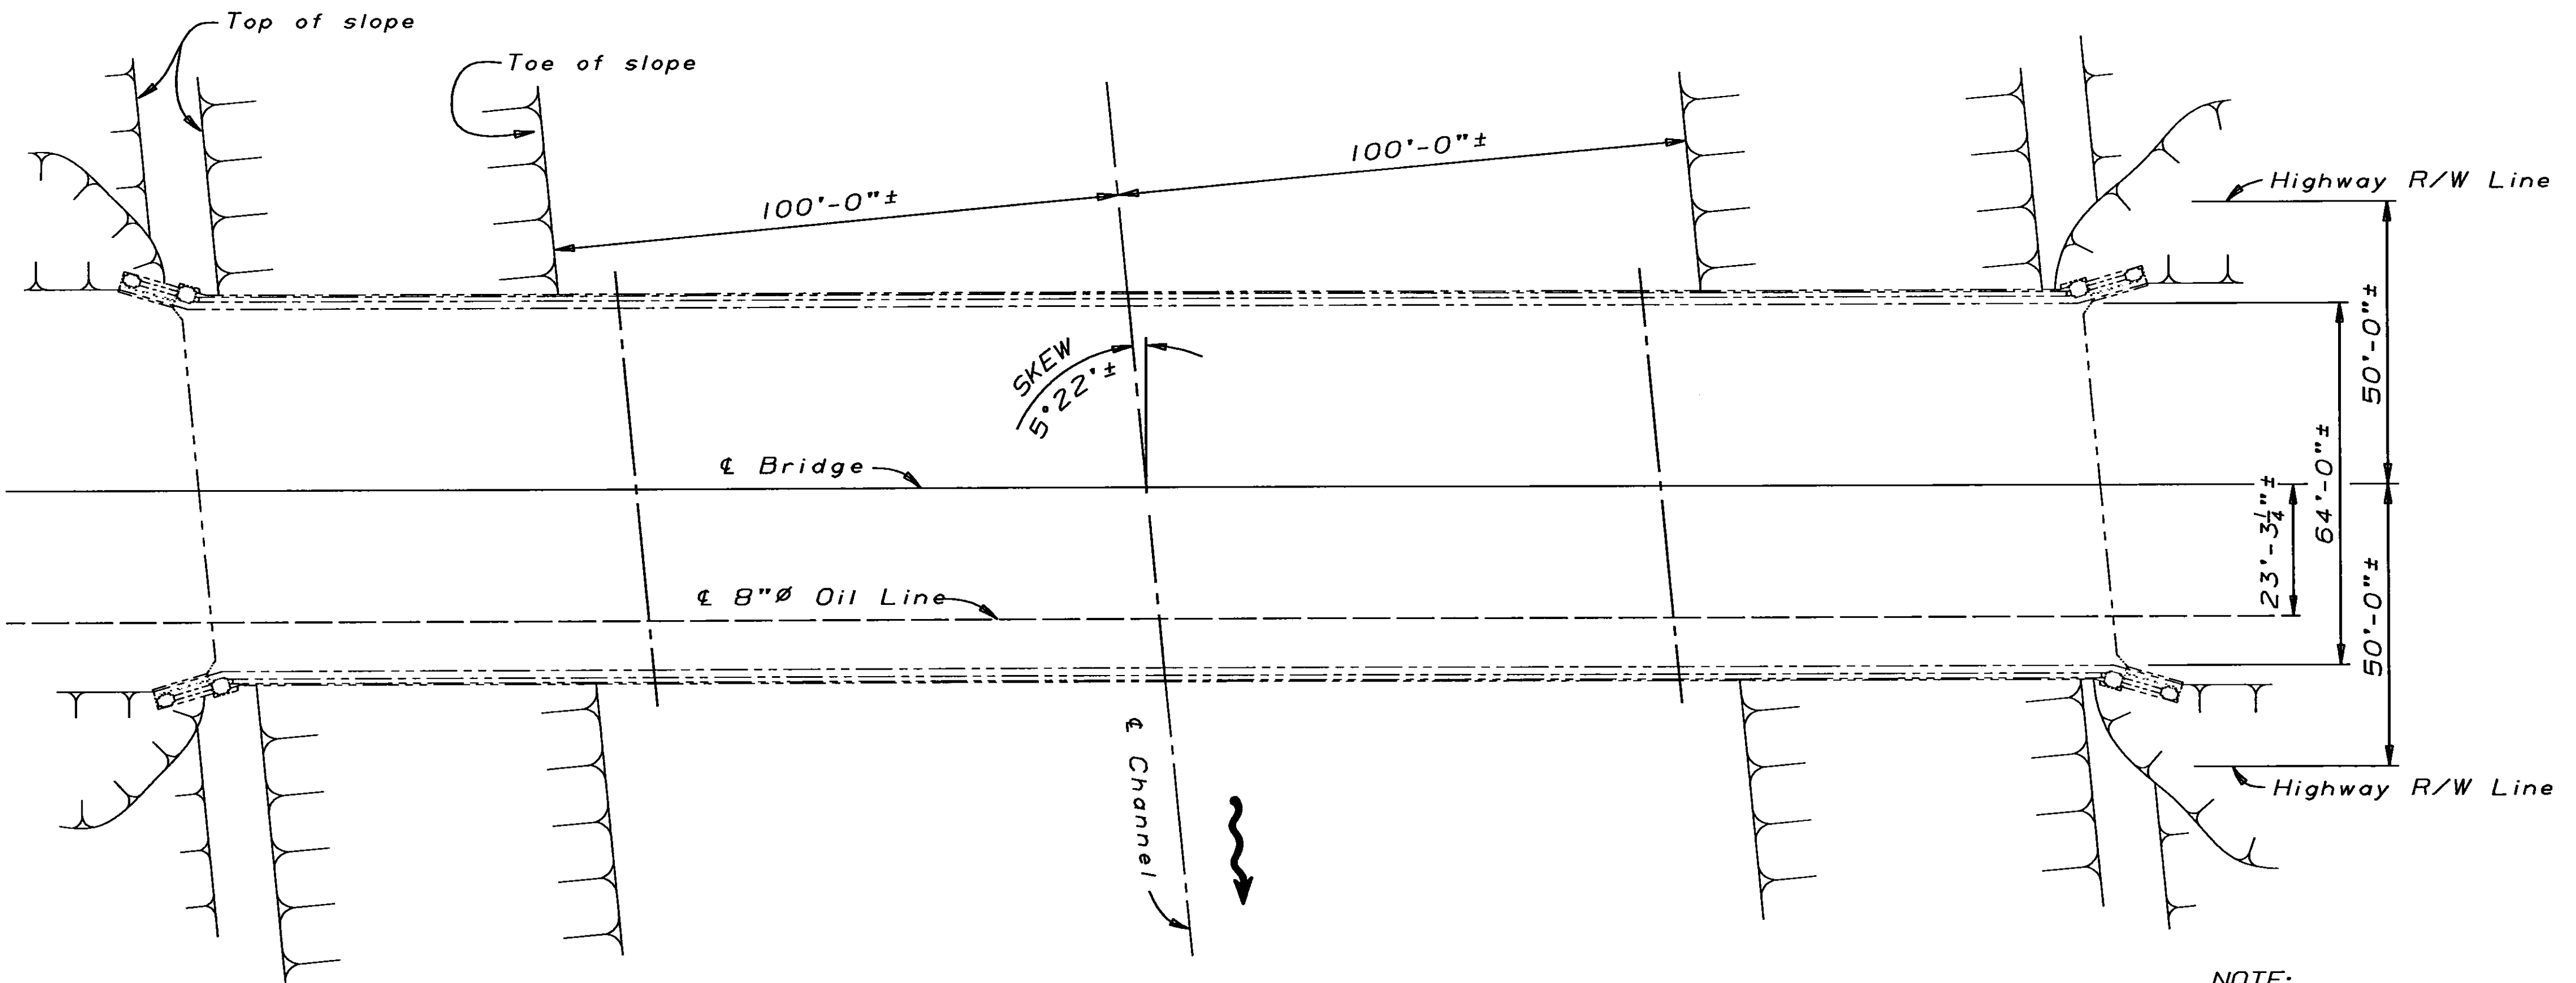 Top of slope
Toe of slope
100'-0"±
100'-0"±
Highway R/W Line
SKEW
5°22'±
50'-0"±
℄ Bridge
64'-0"±
23'-3¼"±
℄ 8"Ø Oil Line
50'-0"±
℄ Channel
Highway R/W Line
NOTE: